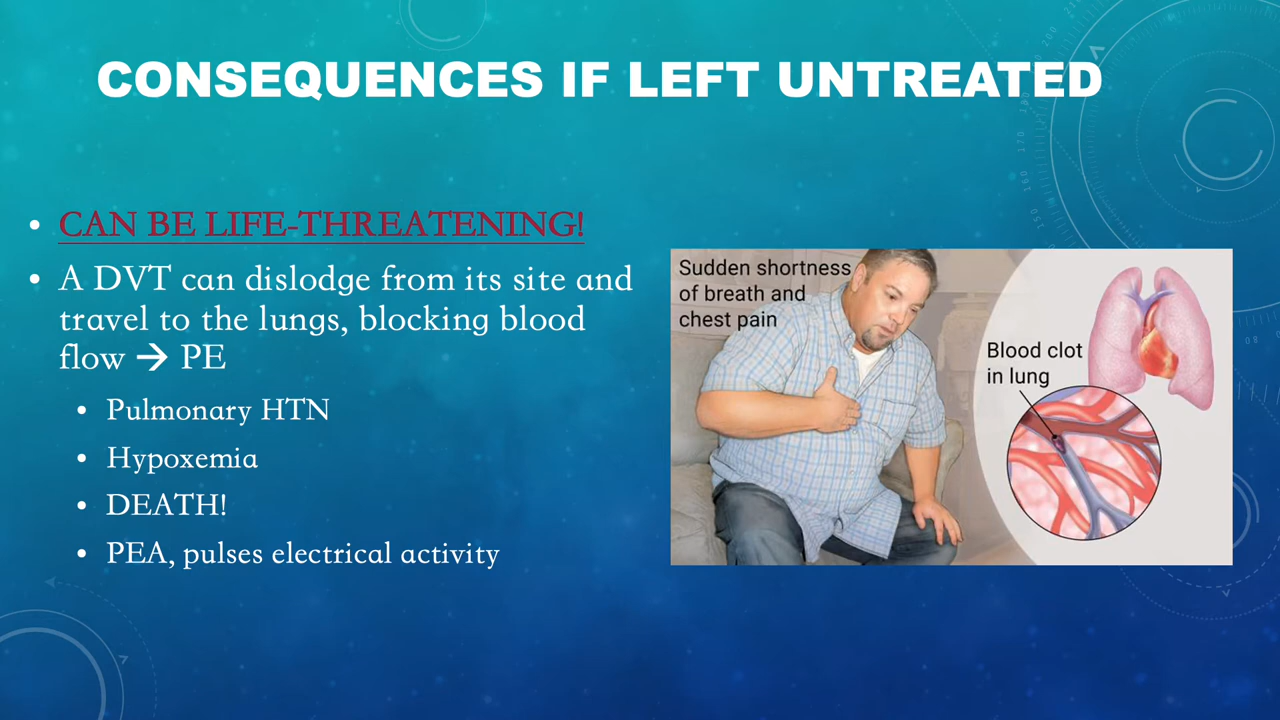 CONSEQUENCES IF LEFT UNTREATED
• CAN BE LIFE-THREATENING!
• A DVT can dislodge from its site and
travel to the lungs, blocking blood
flow → PE
• Pulmonary HTN
• Hypoxemia
• DEATH!
• PEA, pulses electrical activity
Sudden shortness
of breath and
chest pain
Blood clot
in lung